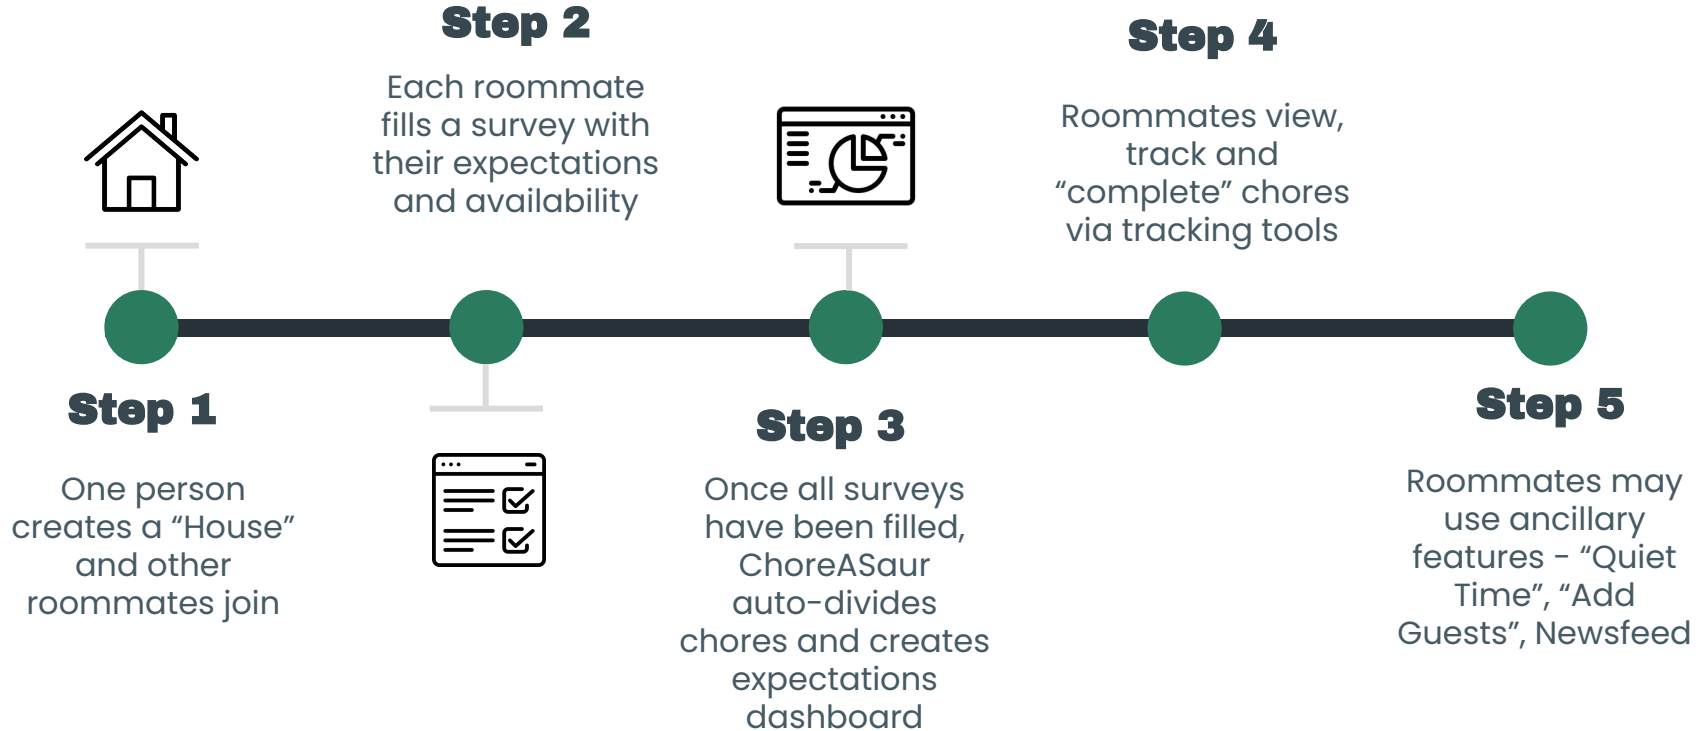 Step 1
One person
creates a “House”
and other
roommates join
Step 2
Each roommate
fills a survey with
their expectations
and availability
Step 3
Once all surveys
have been filled,
ChoreASaur
auto-divides
chores and creates
expectations
dashboard
Step 4
Roommates view,
track and
“complete” chores
via tracking tools
Step 5
Roommates may
use ancillary
features - “Quiet
Time”, “Add
Guests”, Newsfeed